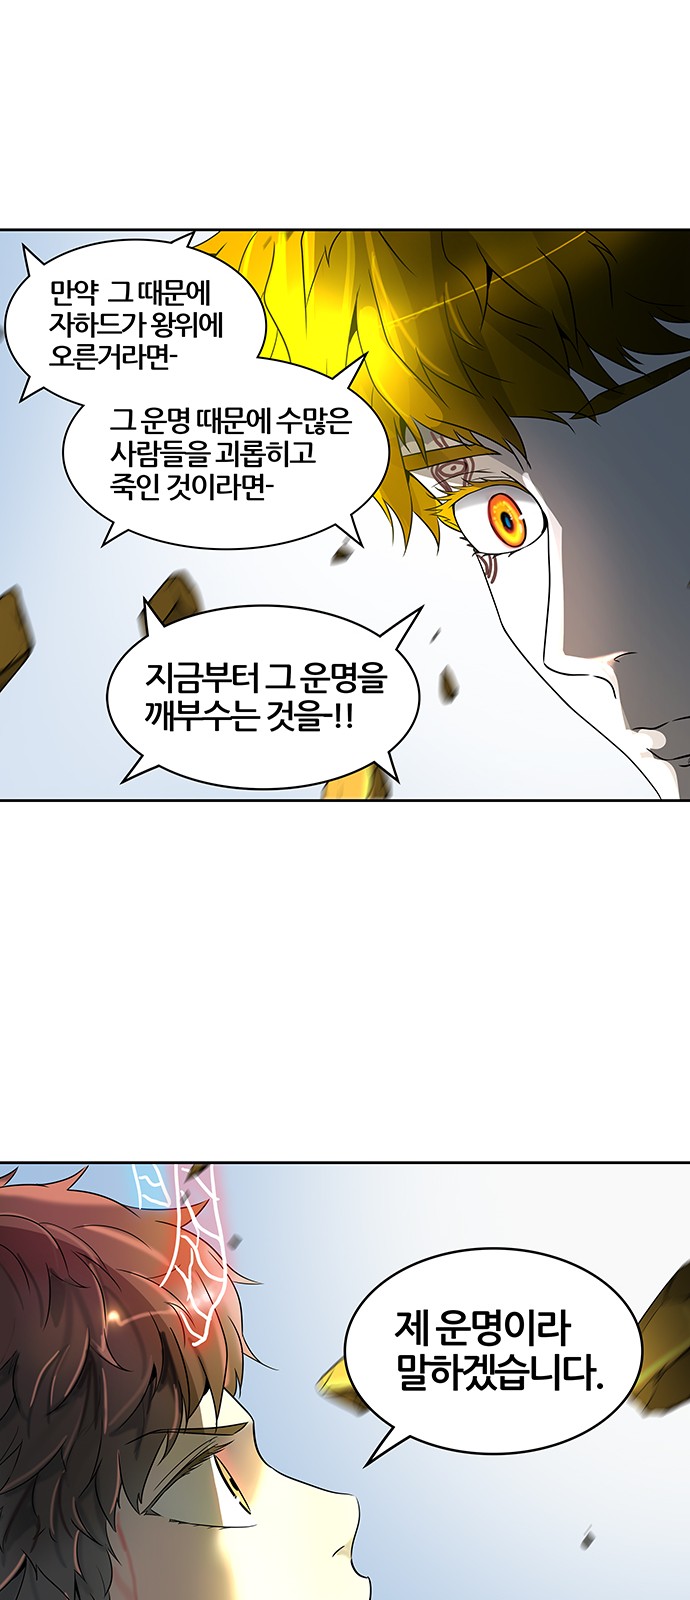 만약 그 때문에
자하드가 왕위에
오른거라면-
그 운명 때문에 수많은
사람들을 괴롭히고
죽인 것이라면-
지금부터 그 운명을
깨부수는 것을-!!
제 운명이라
말하겠습니다.